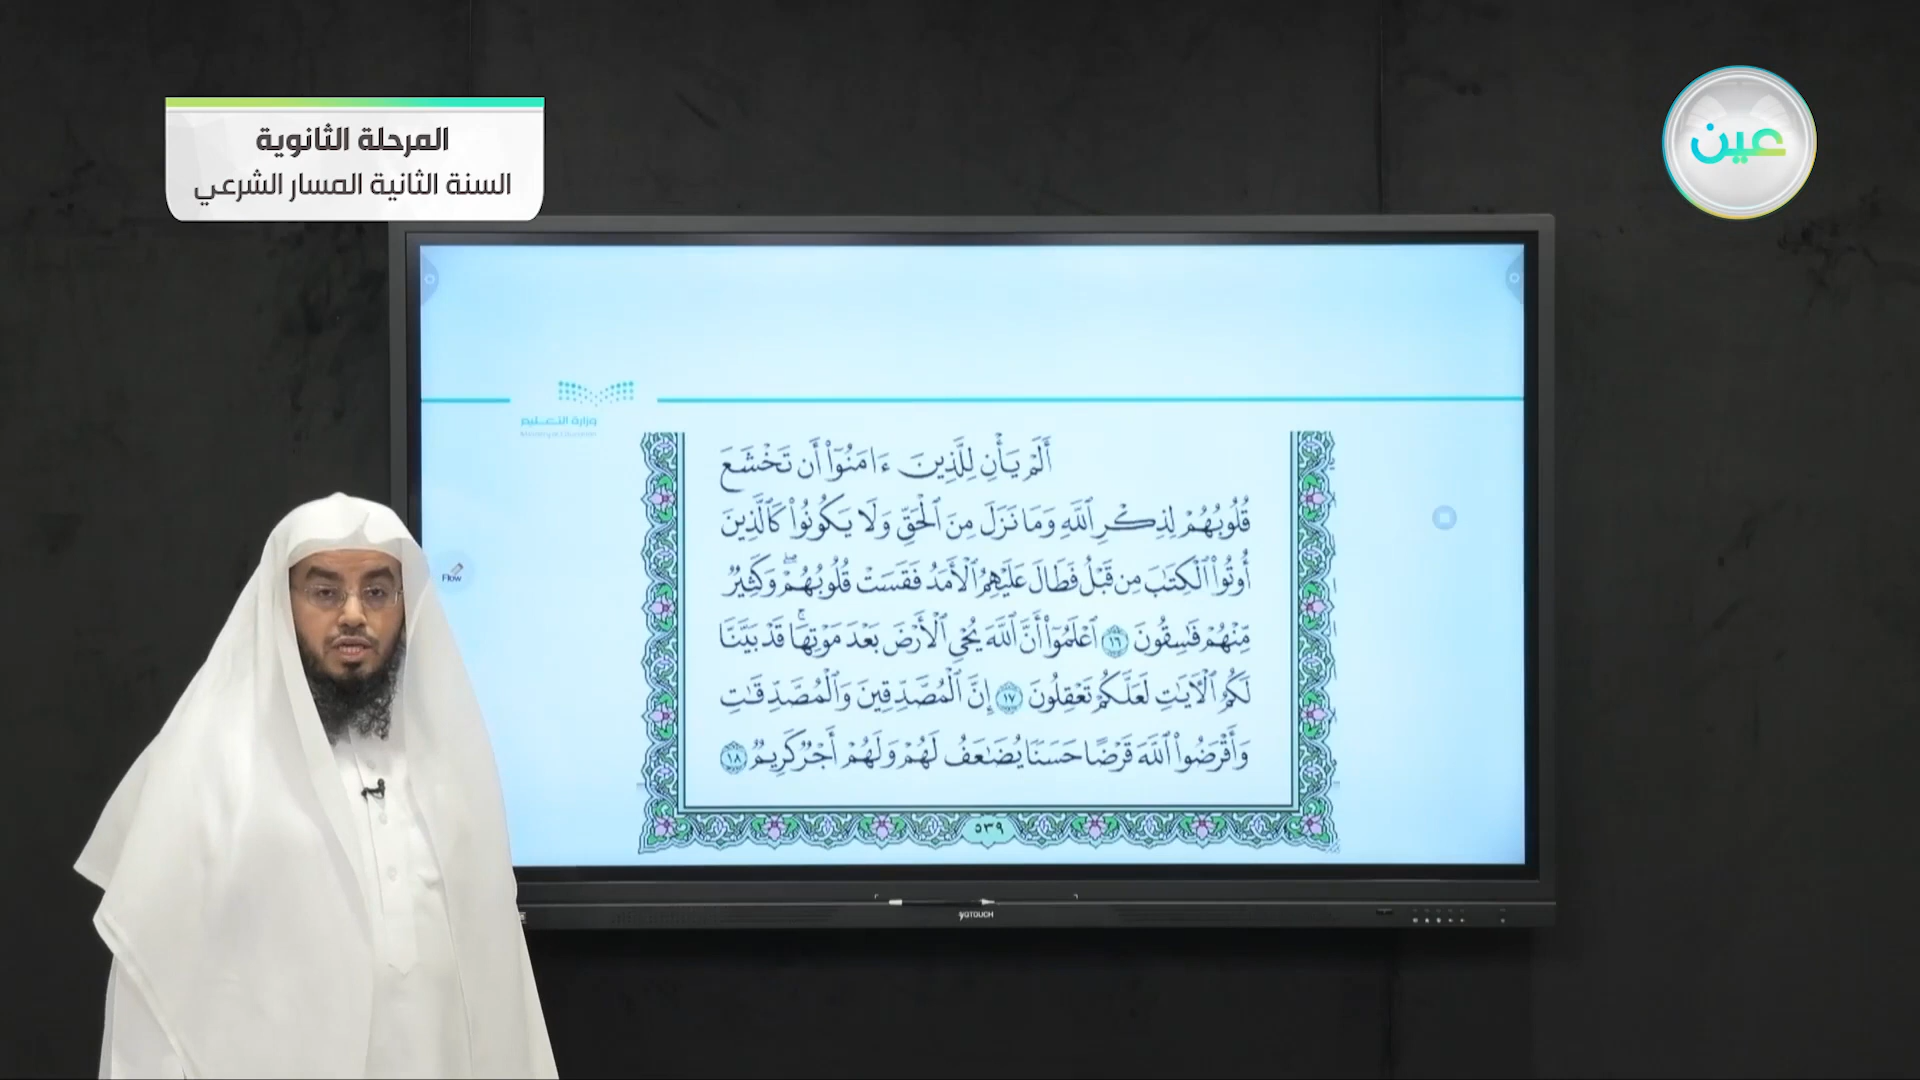 المرحلة الثانوية
السنة الثانية المسار الشرعي
عين
وزارة التعليم
أَلَمْ يَأْنِ لِلَّذِينَ ءَامَنُوٓا۟ أَن تَخْشَعَ
قُلُوبُهُمْ لِذِكْرِ ٱللَّهِ وَمَا نَزَلَ مِنَ ٱلْحَقِّ وَلَا يَكُونُوا۟ كَٱلَّذِينَ
أُوتُوا۟ ٱلْكِتَٰبَ مِن قَبْلُ فَطَالَ عَلَيْهِمُ ٱلْأَمَدُ فَقَسَتْ قُلُوبُهُمْ ۖ وَكَثِيرٌ
مِّنْهُمْ فَٰسِقُونَ ١٦ ٱعْلَمُوٓا۟ أَنَّ ٱللَّهَ يُحْىِ ٱلْأَرْضَ بَعْدَ مَوْتِهَا ۚ قَدْ بَيَّنَّا
لَكُمُ ٱلْءَايَٰتِ لَعَلَّكُمْ تَعْقِلُونَ ١٧ إِنَّ ٱلْمُصَّدِّقِينَ وَٱلْمُصَّدِّقَٰتِ
وَأَقْرَضُوا۟ ٱللَّهَ قَرْضًا حَسَنًا يُضَٰعَفُ لَهُمْ وَلَهُمْ أَجْرٌ كَرِيمٌ ١٨
٥٣٩
Flow